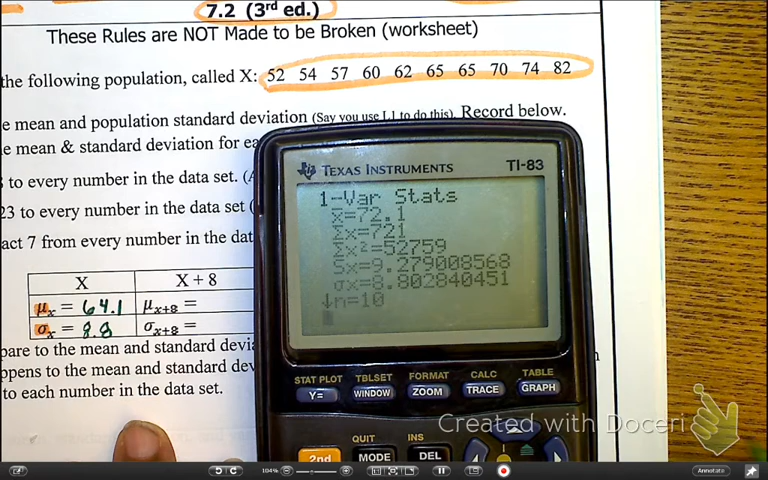 7.2 (3rd ed.)
These Rules are NOT Made to be Broken (worksheet)
the following population, called X: 52 54 57 60 62 65 65 70 74 82
e mean and population standard deviation (Say you use L1 to do this). Record below.
e mean & standard deviation for ea
to every number in the data set. (A
23 to every number in the data set (
act 7 from every number in the dat
X X + 8
μx = 64.1 μx+8 =
σx = 8.8 σx+8 =
pare to the mean and standard devi
ppens to the mean and standard dev
to each number in the data set.
TEXAS INSTRUMENTS TI-83
1-Var Stats
x̄=72.1
Σx=721
Σx²=52759
Sx=9.279008568
σx=8.802840451
↓n=10
STAT PLOT TBLSET FORMAT CALC TABLE
Y= WINDOW ZOOM TRACE GRAPH
QUIT INS
2nd MODE DEL
Created with Doceri
104%
Annotate